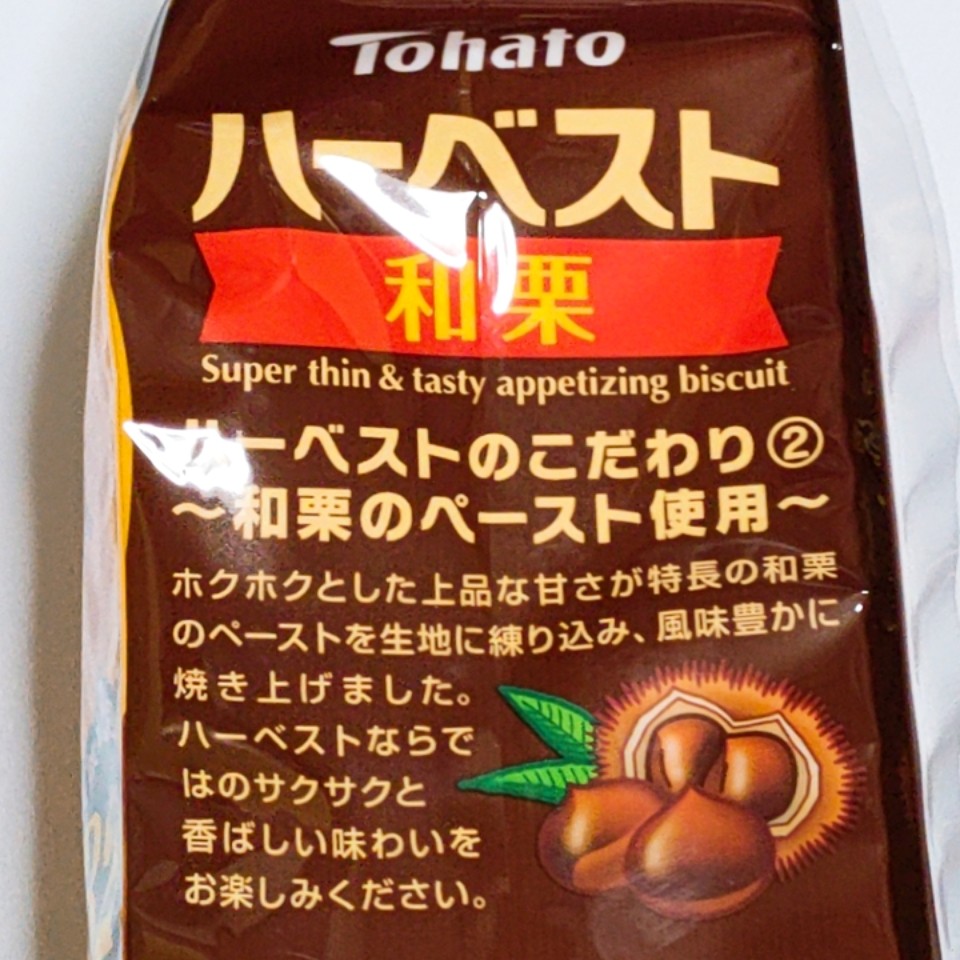 Tohato
ハーベスト
和栗
Super thin & tasty appetizing biscuit
ハーベストのこだわり②
～和栗のペースト使用～
ホクホクとした上品な甘さが特長の和栗
のペーストを生地に練り込み、風味豊かに
焼き上げました。
ハーベストならで
はのサクサクと
香ばしい味わいを
お楽しみください。